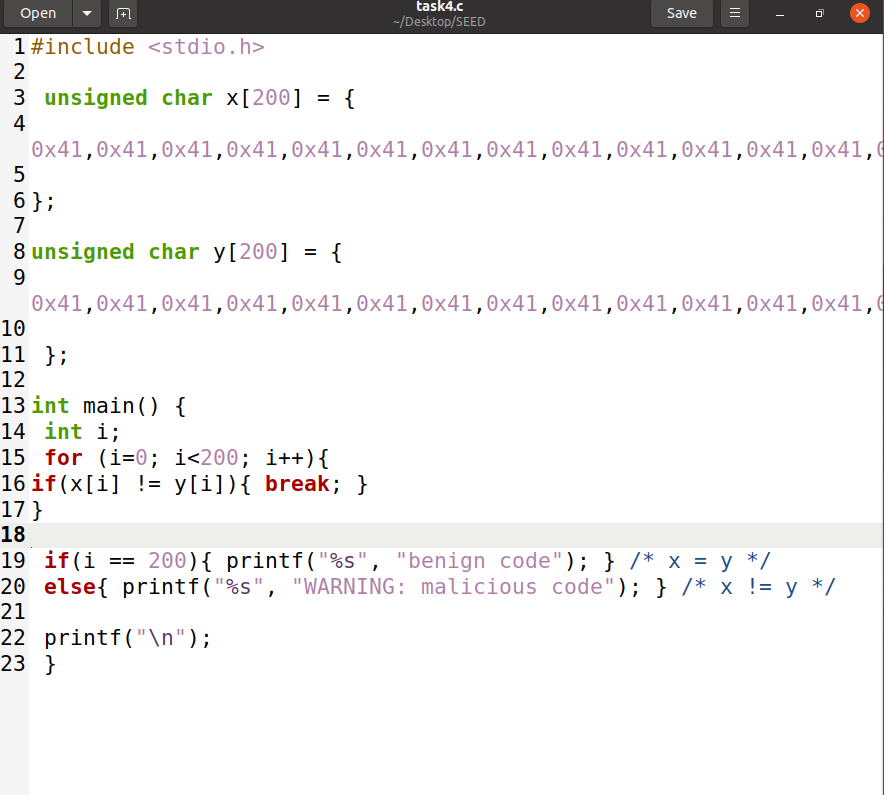 Open task4.c Save
~/Desktop/SEED
1 #include <stdio.h>
2
3 unsigned char x[200] = {
4
0x41,0x41,0x41,0x41,0x41,0x41,0x41,0x41,0x41,0x41,0x41,0x41,0x41,
5
6 };
7
8 unsigned char y[200] = {
9
0x41,0x41,0x41,0x41,0x41,0x41,0x41,0x41,0x41,0x41,0x41,0x41,0x41,
10
11 };
12
13 int main() {
14 int i;
15 for (i=0; i<200; i++){
16 if(x[i] != y[i]){ break; }
17 }
18
19 if(i == 200){ printf("%s", "benign code"); } /* x = y */
20 else{ printf("%s", "WARNING: malicious code"); } /* x != y */
21
22 printf("\n");
23 }